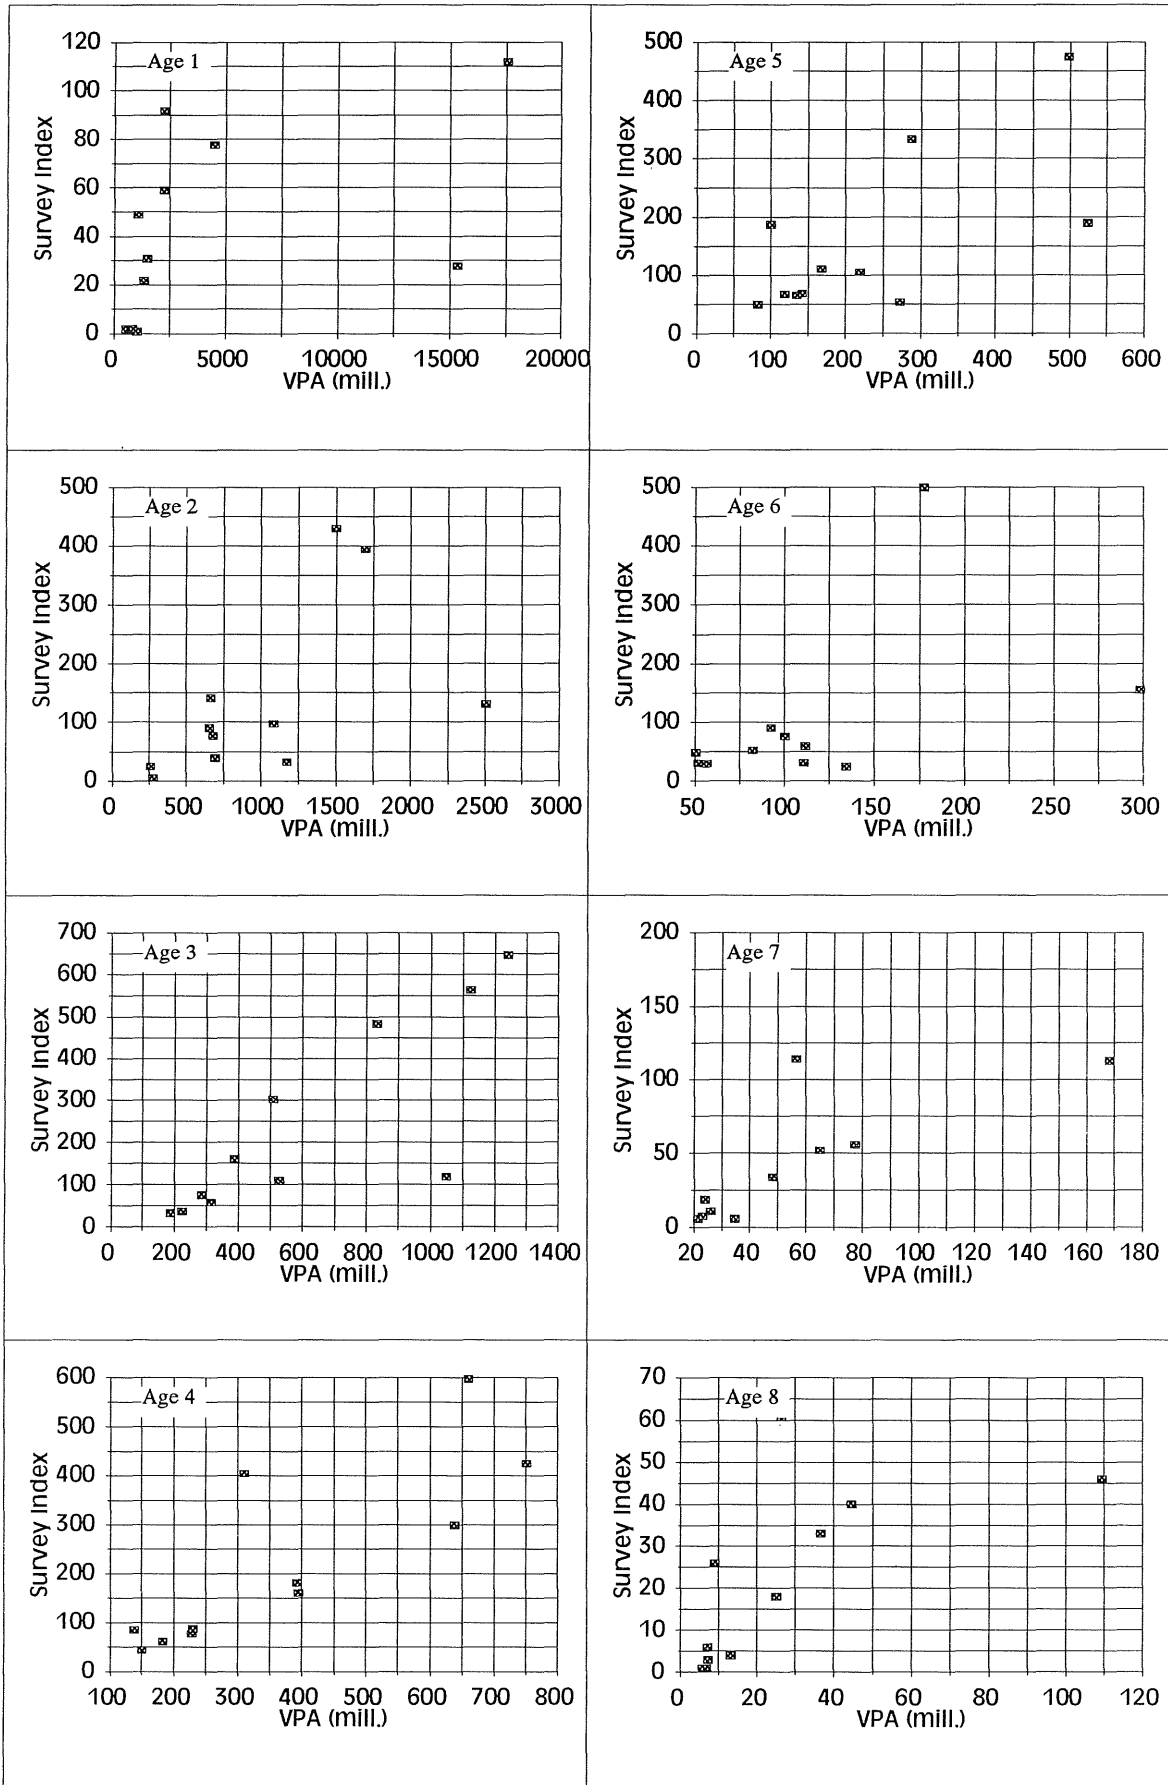 Age 1
Survey Index
120
100
80
60
40
20
0
0 5000 10000 15000 20000
VPA (mill.)
Age 5
Survey Index
500
400
300
200
100
0
0 100 200 300 400 500 600
VPA (mill.)
Age 2
Survey Index
500
400
300
200
100
0
0 500 1000 1500 2000 2500 3000
VPA (mill.)
Age 6
Survey Index
500
400
300
200
100
0
50 100 150 200 250 300
VPA (mill.)
Age 3
Survey Index
700
600
500
400
300
200
100
0
0 200 400 600 800 1000 1200 1400
VPA (mill.)
Age 7
Survey Index
200
150
100
50
0
20 40 60 80 100 120 140 160 180
VPA (mill.)
Age 4
Survey Index
600
500
400
300
200
100
0
100 200 300 400 500 600 700 800
VPA (mill.)
Age 8
Survey Index
70
60
50
40
30
20
10
0
0 20 40 60 80 100 120
VPA (mill.)